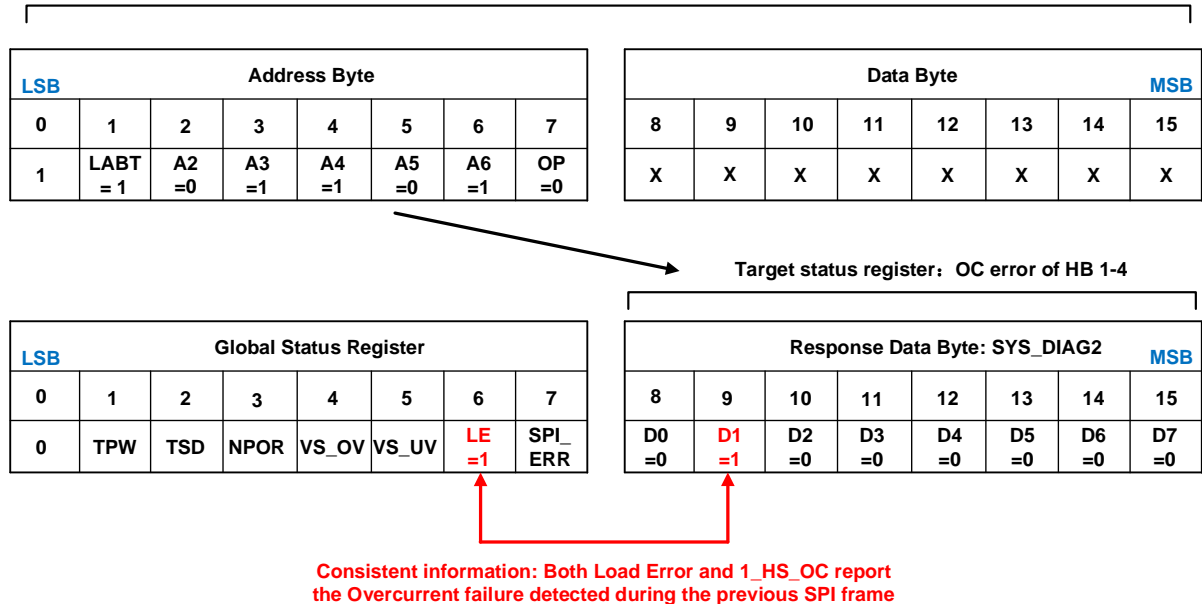 Address Byte
LSB
0 1 2 3 4 5 6 7
1 LABT = 1 A2 =0 A3 =1 A4 =1 A5 =0 A6 =1 OP =0
Data Byte
MSB
8 9 10 11 12 13 14 15
X X X X X X X X
Target status register：OC error of HB 1-4
Global Status Register
LSB
0 1 2 3 4 5 6 7
0 TPW TSD NPOR VS_OV VS_UV LE =1 SPI_ ERR
Response Data Byte: SYS_DIAG2
MSB
8 9 10 11 12 13 14 15
D0 =0 D1 =1 D2 =0 D3 =0 D4 =0 D5 =0 D6 =0 D7 =0
Consistent information: Both Load Error and 1_HS_OC report
the Overcurrent failure detected during the previous SPI frame